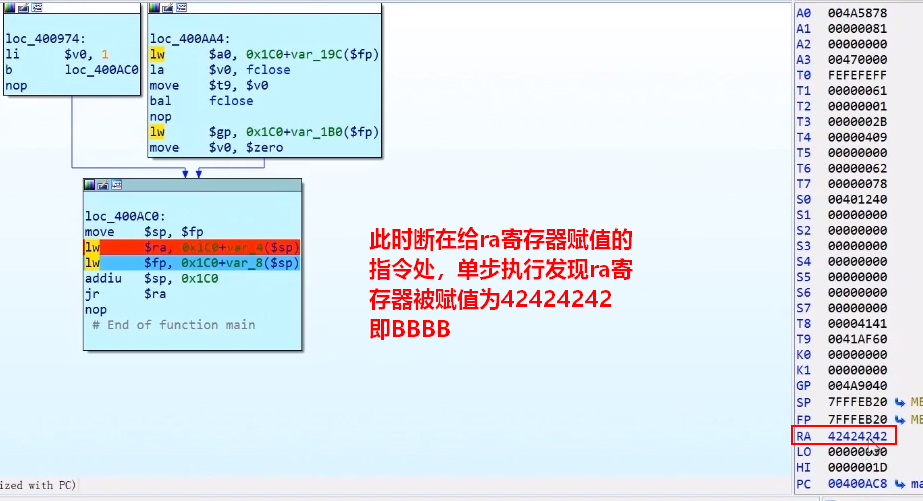 loc_400974:
li $v0, 1
b loc_400AC0
nop
loc_400AA4:
lw $a0, 0x1C0+var_19C($fp)
la $v0, fclose
move $t9, $v0
bal fclose
nop
lw $gp, 0x1C0+var_1B0($fp)
move $v0, $zero
loc_400AC0:
move $sp, $fp
lw $ra, 0x1C0+var_4($sp)
lw $fp, 0x1C0+var_8($sp)
addiu $sp, 0x1C0
jr $ra
nop
# End of function main
此时断在给ra寄存器赋值的
指令处，单步执行发现ra寄
存器被赋值为42424242
即BBBB
A0 004A5878
A1 00000081
A2 00000000
A3 00470000
T0 FEFEFEFF
T1 00000061
T2 00000001
T3 0000002B
T4 00000409
T5 00000000
T6 00000062
T7 00000078
S0 00401240
S1 00000000
S2 00000000
S3 00000000
S4 00000000
S5 00000000
S6 00000000
S7 00000000
T8 00004141
T9 0041AF60
K0 00000000
K1 00000000
GP 004A9040
SP 7FFFEB20 ME
FP 7FFFEB20 ME
RA 42424242
LO
HI 0000001D
PC 00400AC8 ma
ized with PC)